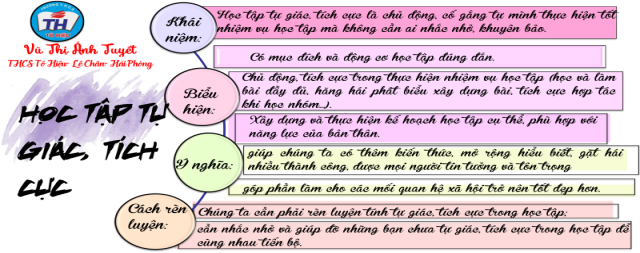 TH
TÔ HIỆU
Vũ Thị Ánh Tuyết
THCS Tô Hiệu- Lê Chân- Hải Phòng
HỌC TẬP TỰ
GIÁC, TÍCH
CỰC
Khái
niệm:
Học tập tự giác, tích cực là chủ động, cố gắng tự mình thực hiện tốt
nhiệm vụ học tập mà không cần ai nhắc nhở, khuyên bảo.
Biểu
hiện:
Có mục đích và động cơ học tập đúng đắn.
Chủ động, tích cực trong thực hiện nhiệm vụ học tập (học và làm
bài đầy đủ, hăng hái phát biểu xây dựng bài, tích cực hợp tác
khi học nhóm...).
Xây dựng và thực hiện kế hoạch học tập cụ thể, phù hợp với
năng lực của bản thân.
Ý nghĩa:
giúp chúng ta có thêm kiến thức, mở rộng hiểu biết, gặt hái
nhiều thành công, được mọi người tin tưởng và tôn trọng
góp phần làm cho các mối quan hệ xã hội trở nên tốt đẹp hơn.
Cách rèn
luyện:
Chúng ta cần phải rèn luyện tính tự giác, tích cực trong học tập;
cần nhắc nhở và giúp đỡ những bạn chưa tự giác, tích cực trong học tập để
cùng nhau tiến bộ.